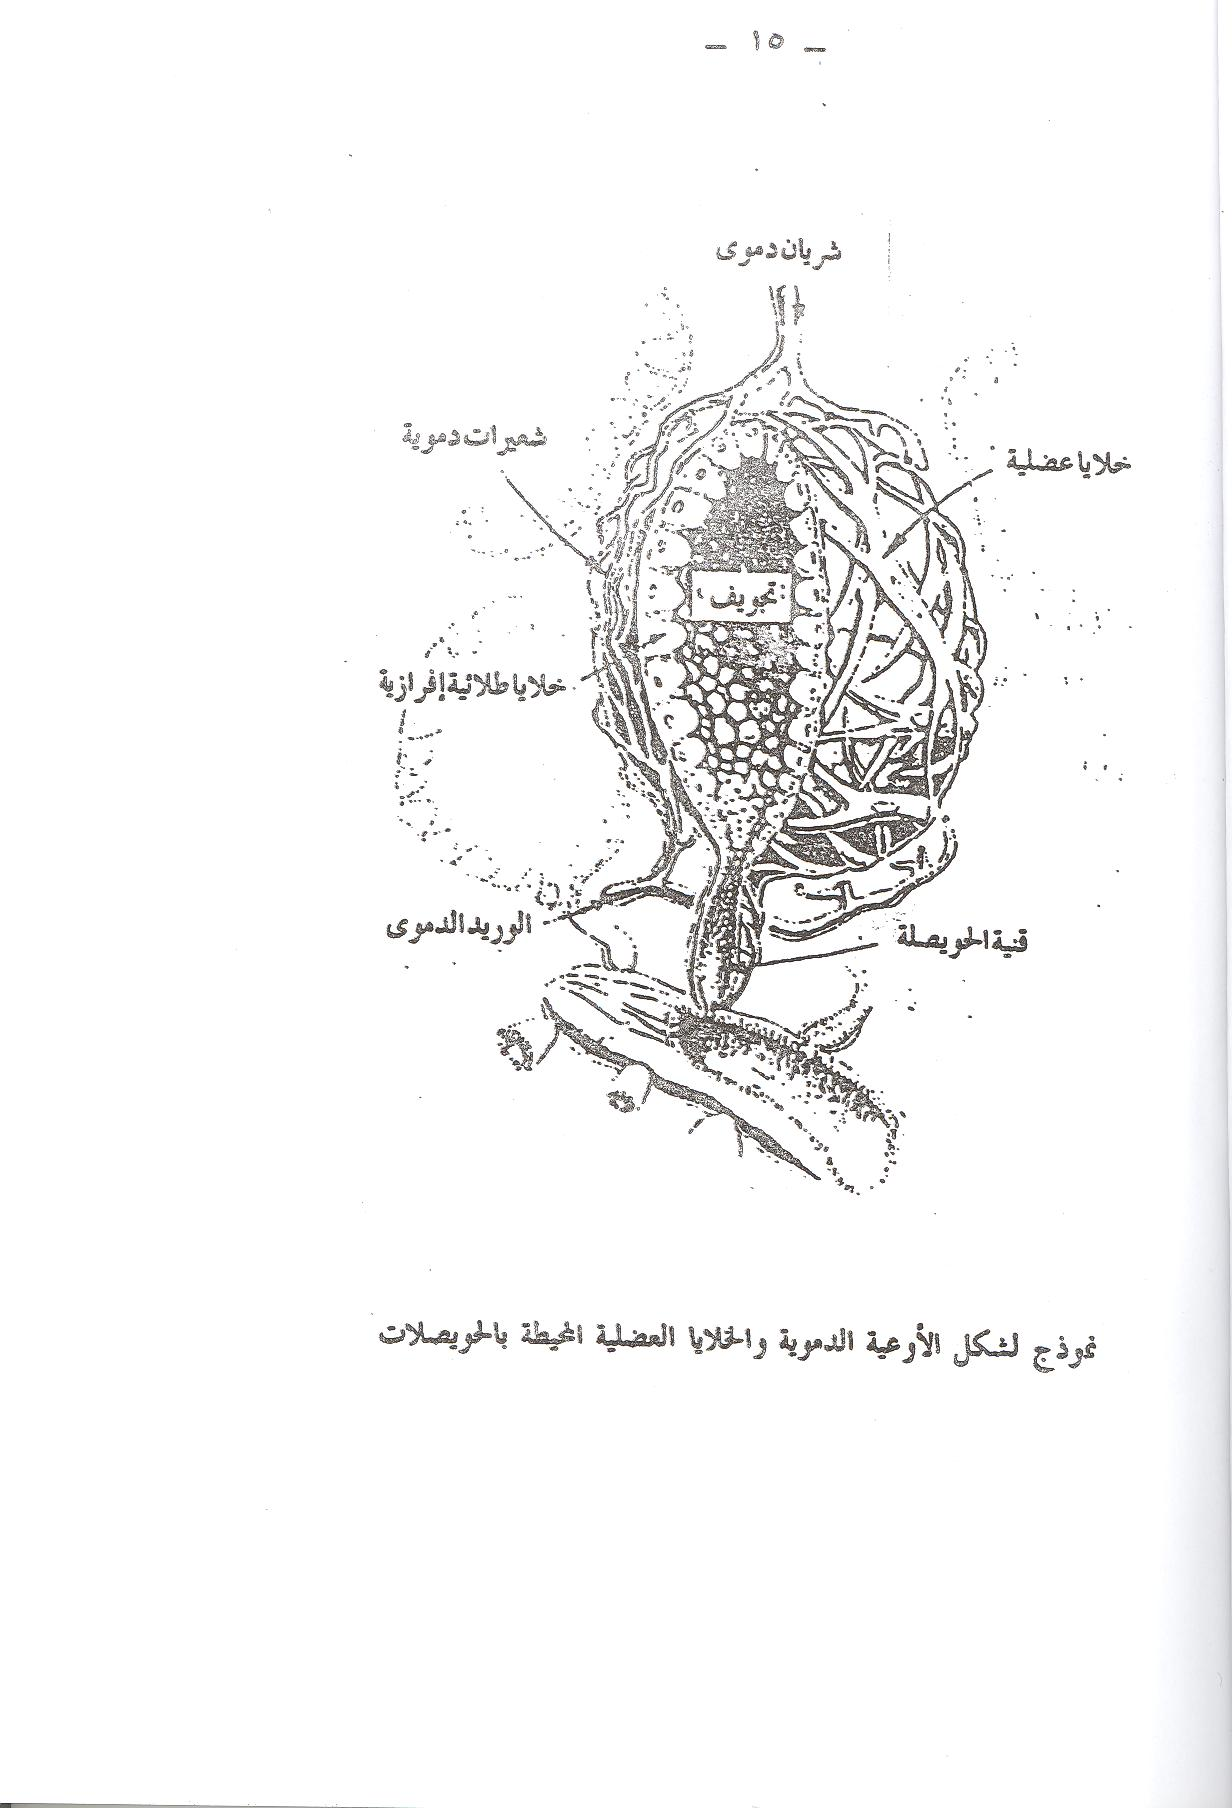 - ١٥ -
شريان دموى
شعيرات دموية
خلايا عضلية
تجويف
خلايا طلائية إفرازية
الوريد الدموى
قنية الحويصلة
نموذج لشكل الأوعية الدموية والخلايا العضلية المحيطة بالحويصلات